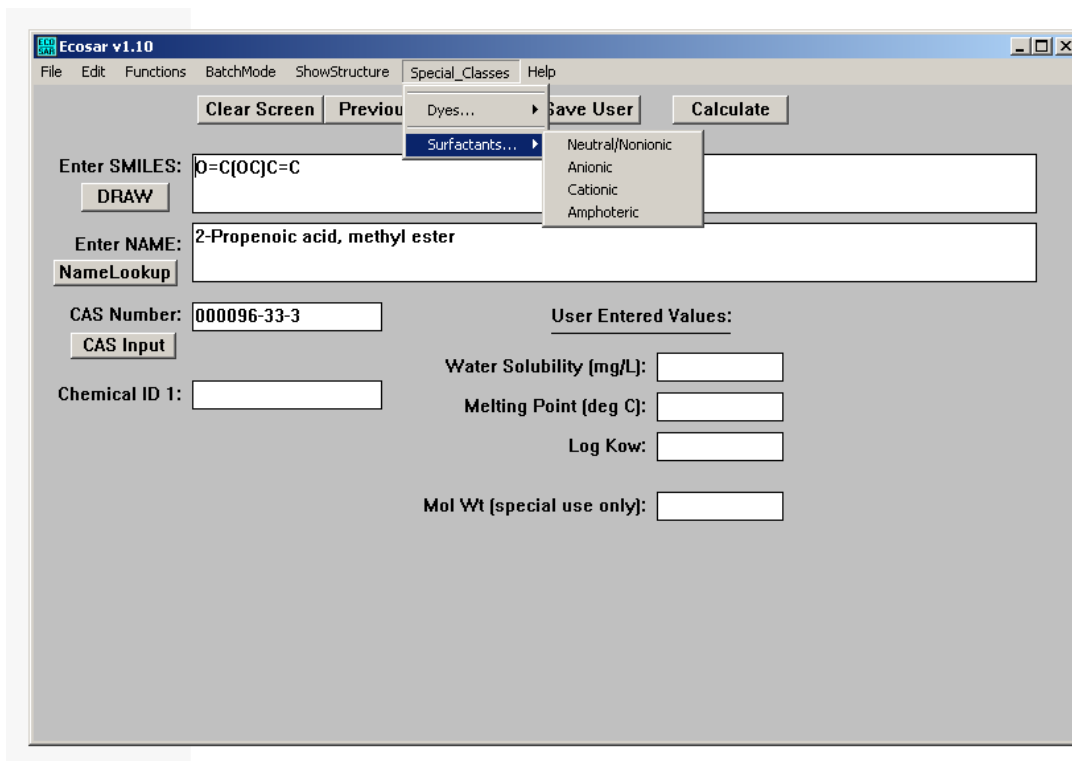 ECO SAR Ecosar v1.10
File Edit Functions BatchMode ShowStructure Special_Classes Help
Clear Screen Previou Save User Calculate
Dyes...
Surfactants...
Neutral/Nonionic
Anionic
Cationic
Amphoteric
Enter SMILES: O=C(OC)C=C
DRAW
Enter NAME: 2-Propenoic acid, methyl ester
NameLookup
CAS Number: 000096-33-3
CAS Input
User Entered Values:
Water Solubility (mg/L):
Chemical ID 1:
Melting Point (deg C):
Log Kow:
Mol Wt (special use only):